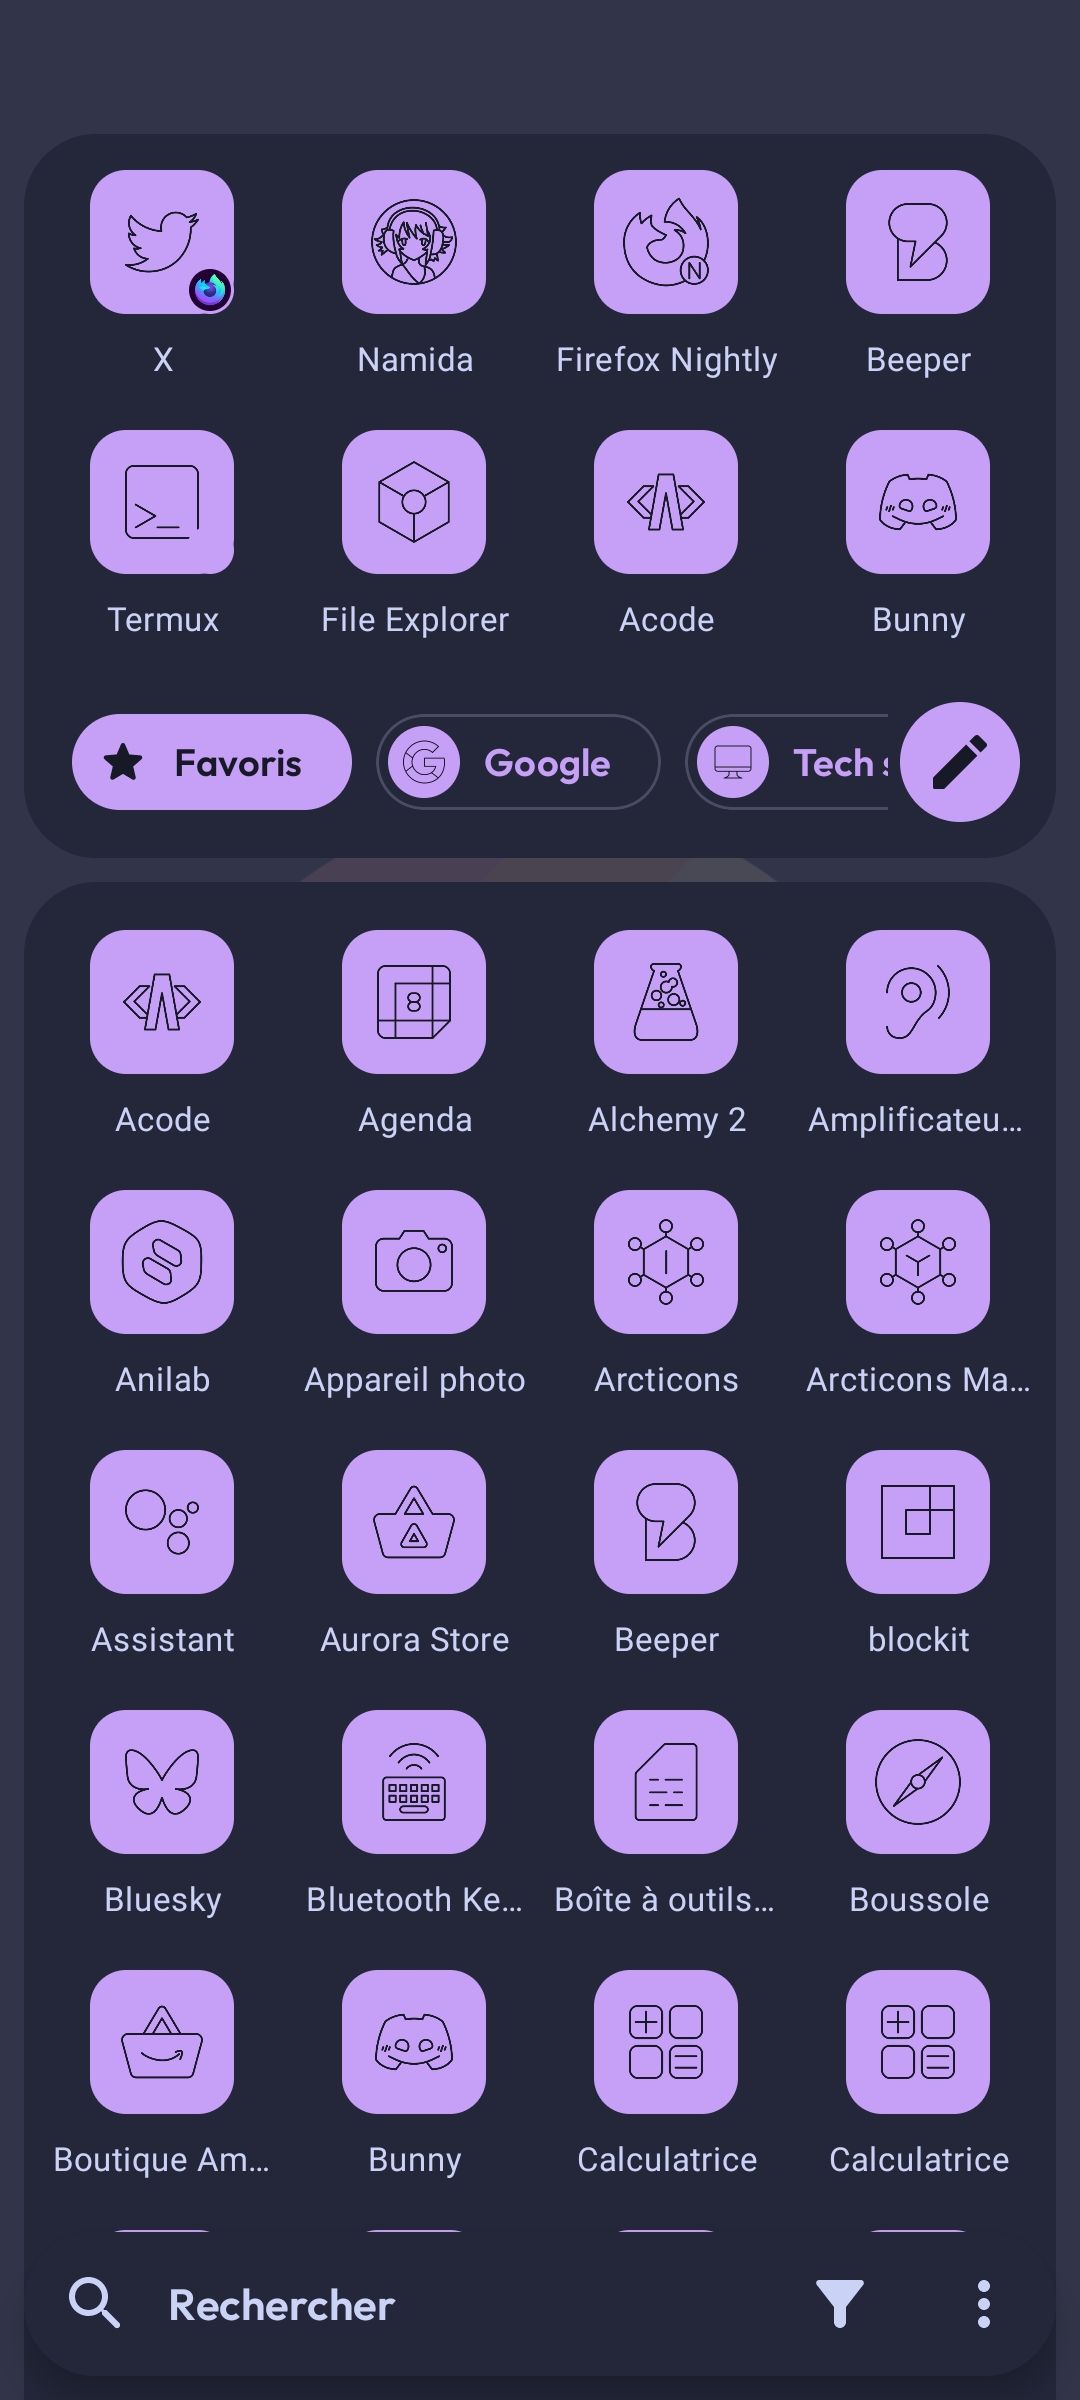 X Namida Firefox Nightly Beeper
Termux File Explorer Acode Bunny
Favoris Google Tech
Acode Agenda Alchemy 2 Amplificateu...
Anilab Appareil photo Arcticons Arcticons Ma...
Assistant Aurora Store Beeper blockit
Bluesky Bluetooth Ke... Boîte à outils... Boussole
Boutique Am... Bunny Calculatrice Calculatrice
Rechercher